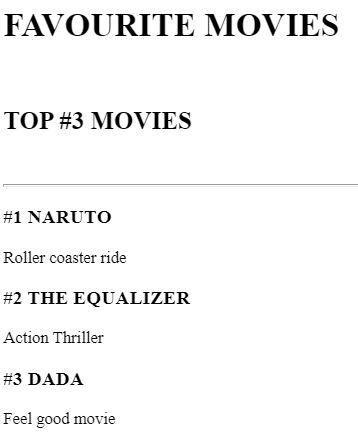 FAVOURITE MOVIES
TOP #3 MOVIES
#1 NARUTO
Roller coaster ride
#2 THE EQUALIZER
Action Thriller
#3 DADA
Feel good movie